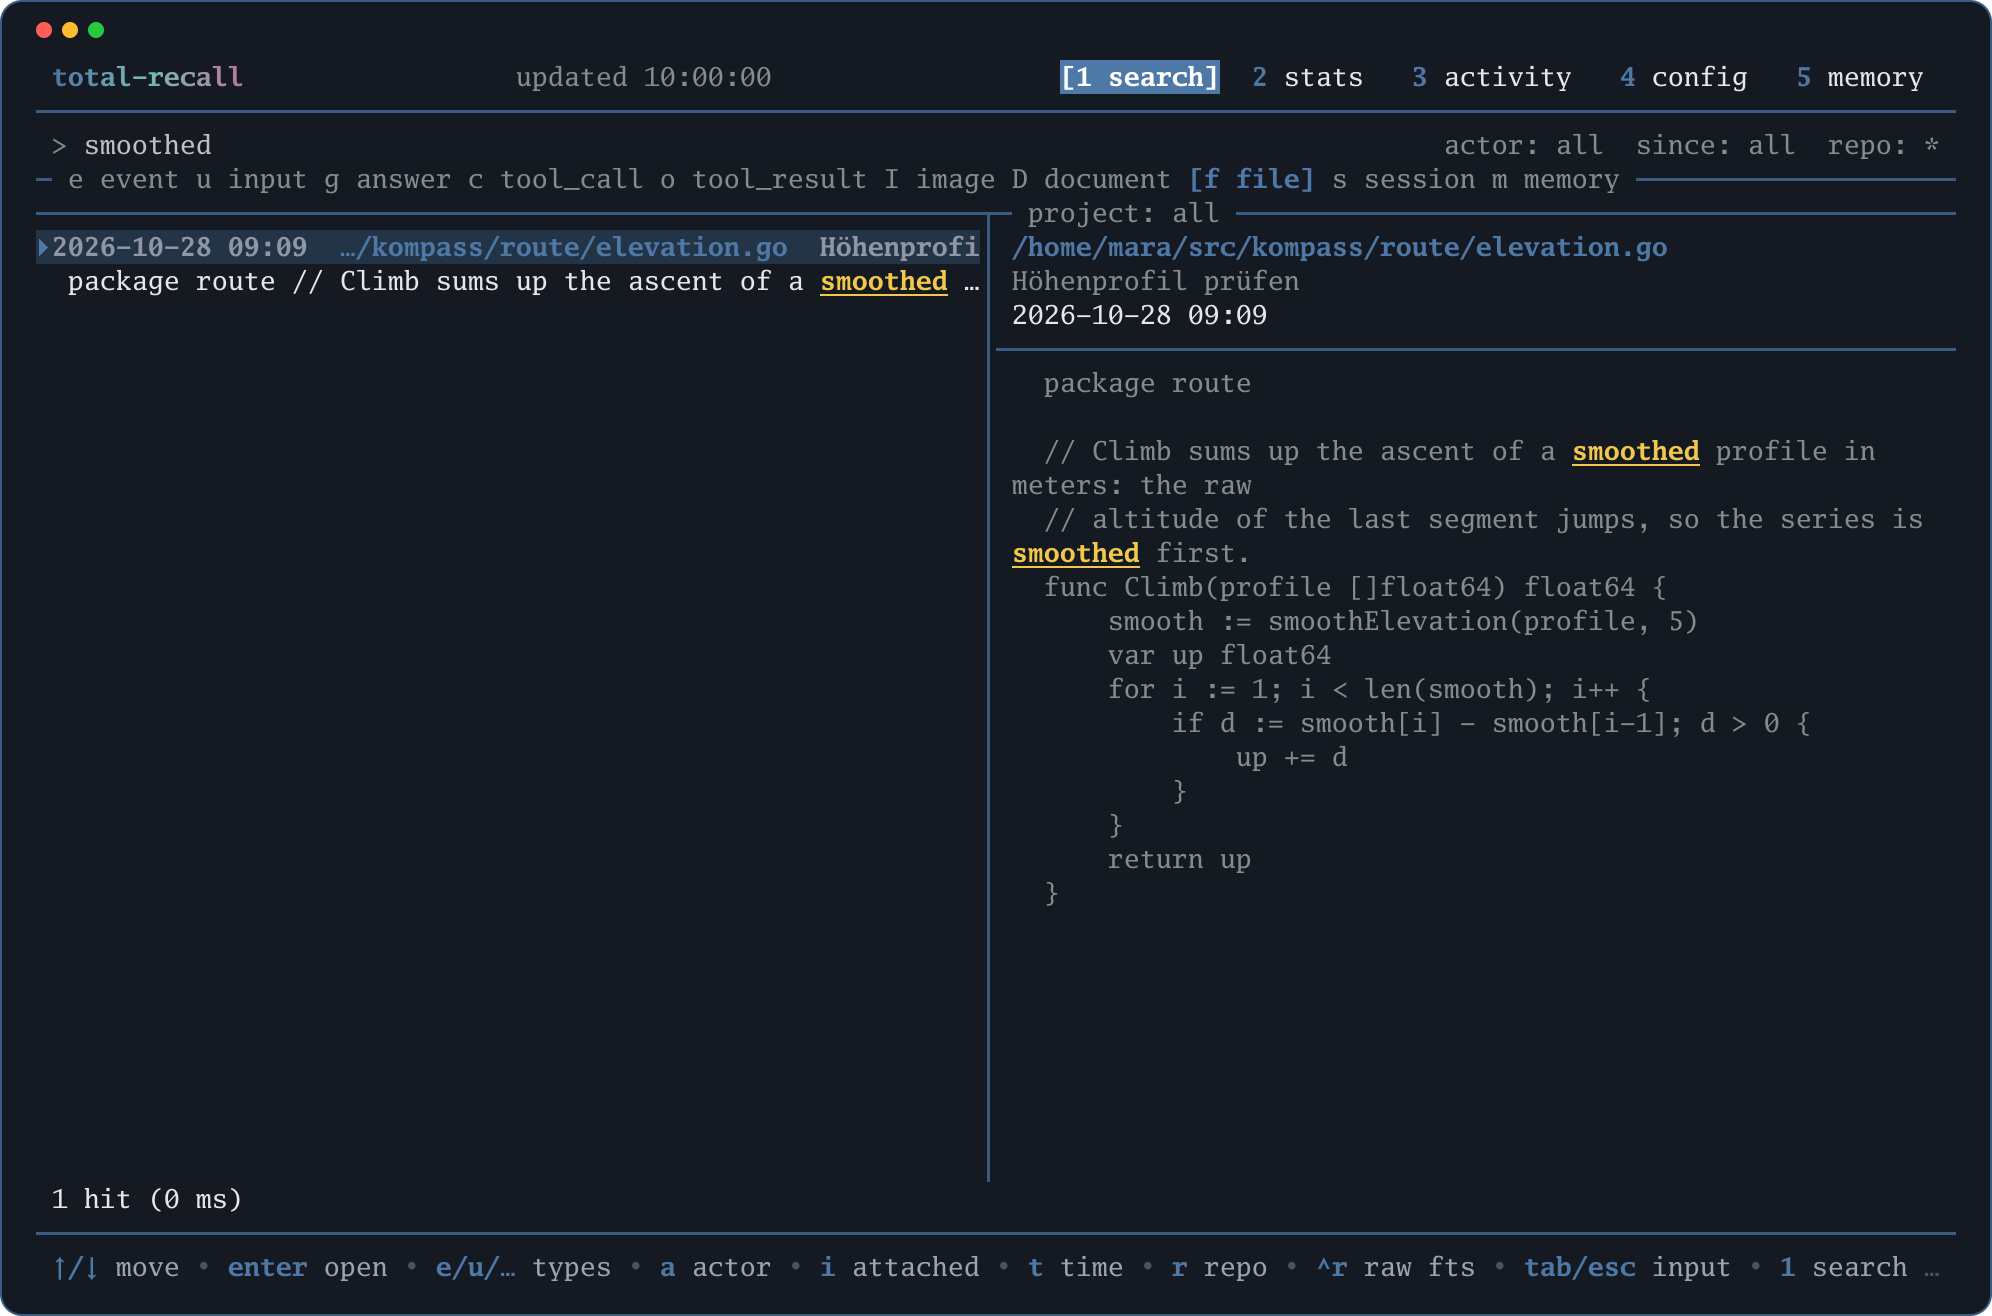 total-recall updated 10:00:00 [1 search] 2 stats 3 activity 4 config 5 memory
> smoothed actor: all since: all repo: *
e event u input g answer c tool_call o tool_result I image D document [f file] s session m memory
project: all
▸2026-10-28 09:09 …/kompass/route/elevation.go Höhenprofi
package route // Climb sums up the ascent of a smoothed …
/home/mara/src/kompass/route/elevation.go
Höhenprofil prüfen
2026-10-28 09:09
package route
// Climb sums up the ascent of a smoothed profile in
meters: the raw
// altitude of the last segment jumps, so the series is
smoothed first.
func Climb(profile []float64) float64 {
smooth := smoothElevation(profile, 5)
var up float64
for i := 1; i < len(smooth); i++ {
if d := smooth[i] - smooth[i-1]; d > 0 {
up += d
}
}
return up
}
1 hit (0 ms)
↑/↓ move • enter open • e/u/… types • a actor • i attached • t time • r repo • ^r raw fts • tab/esc input • 1 search …